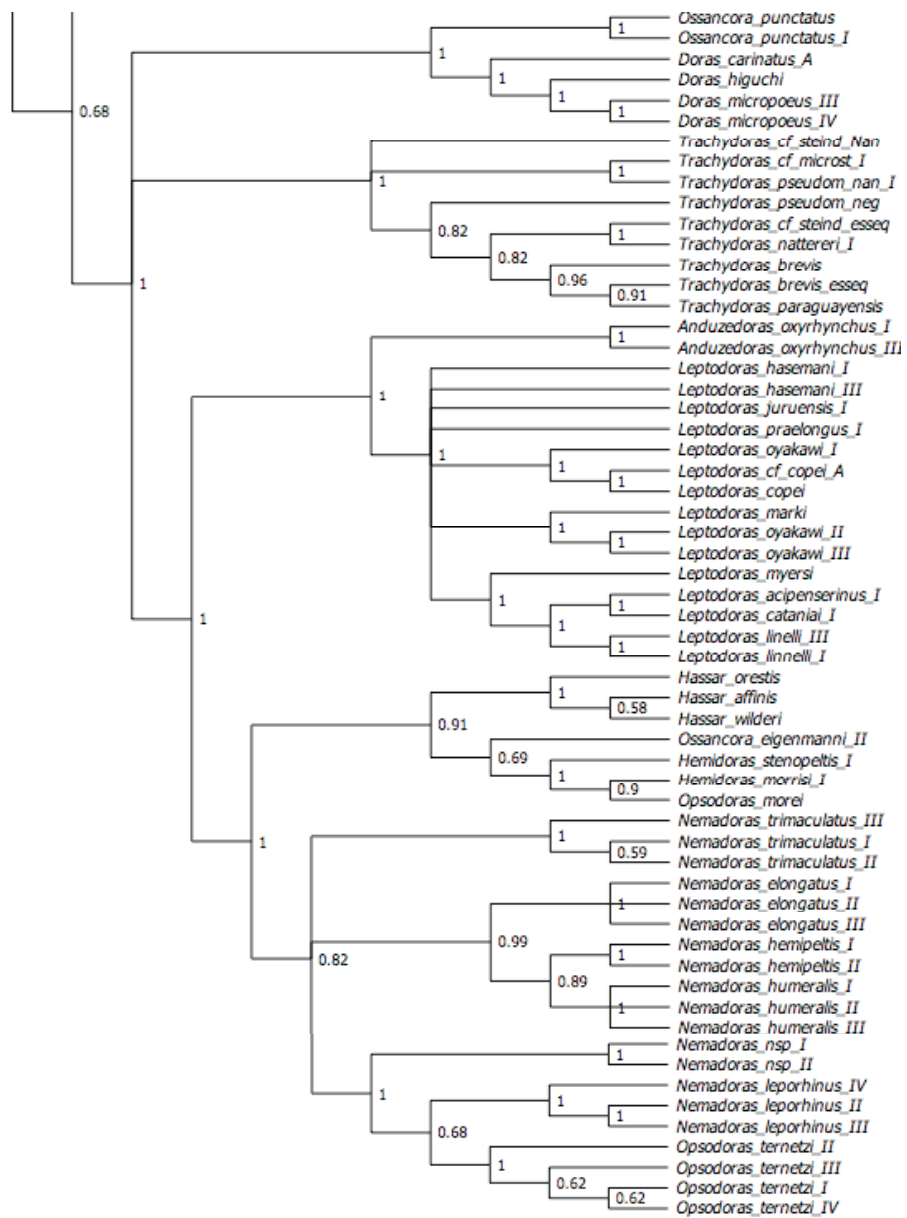 Ossancora_punctatus
Ossancora_punctatus_I
1
Doras_carinatus_A
1
Doras_higuchi
1
Doras_micropoeus_III
1
0.68
Doras_micropoeus_IV
Trachydoras_cf_steind_Nan
Trachydoras_cf_microst_I
1
1
Trachydoras_pseudom_nan_I
Trachydoras_pseudom_neg
0.82
Trachydoras_cf_steind_esseq
1
Trachydoras_nattereri_I
0.82
Trachydoras_brevis
0.96
1
Trachydoras_brevis_esseq
0.91
Trachydoras_paraguayensis
Anduzedoras_oxyrhynchus_I
1
Anduzedoras_oxyrhynchus_III
Leptodoras_hasemani_I
Leptodoras_hasemani_III
1
Leptodoras_juruensis_I
Leptodoras_praelongus_I
Leptodoras_oyakawi_I
1
1
Leptodoras_cf_copei_A
1
Leptodoras_copei
Leptodoras_marki
1
Leptodoras_oyakawi_II
1
Leptodoras_oyakawi_III
Leptodoras_myersi
1
Leptodoras_acipenserinus_I
1
Leptodoras_cataniai_I
1
1
Leptodoras_linelli_III
1
Leptodoras_linnelli_I
Hassar_orestis
1
Hassar_affinis
0.58
Hassar_wilderi
0.91
Ossancora_eigenmanni_II
0.69
Hemidoras_stenopeltis_I
1
Hemidoras_morrisi_I
0.9
Opsodoras_morei
Nemadoras_trimaculatus_III
1
1
Nemadoras_trimaculatus_I
0.59
Nemadoras_trimaculatus_II
Nemadoras_elongatus_I
1
Nemadoras_elongatus_II
Nemadoras_elongatus_III
0.99
Nemadoras_hemipeltis_I
1
0.82
Nemadoras_hemipeltis_II
0.89
Nemadoras_humeralis_I
1
Nemadoras_humeralis_II
Nemadoras_humeralis_III
Nemadoras_nsp_I
1
Nemadoras_nsp_II
1
Nemadoras_leporhinus_IV
1
Nemadoras_leporhinus_II
1
Nemadoras_leporhinus_III
0.68
Opsodoras_ternetzi_II
1
Opsodoras_ternetzi_III
0.62
Opsodoras_ternetzi_I
0.62
Opsodoras_ternetzi_IV